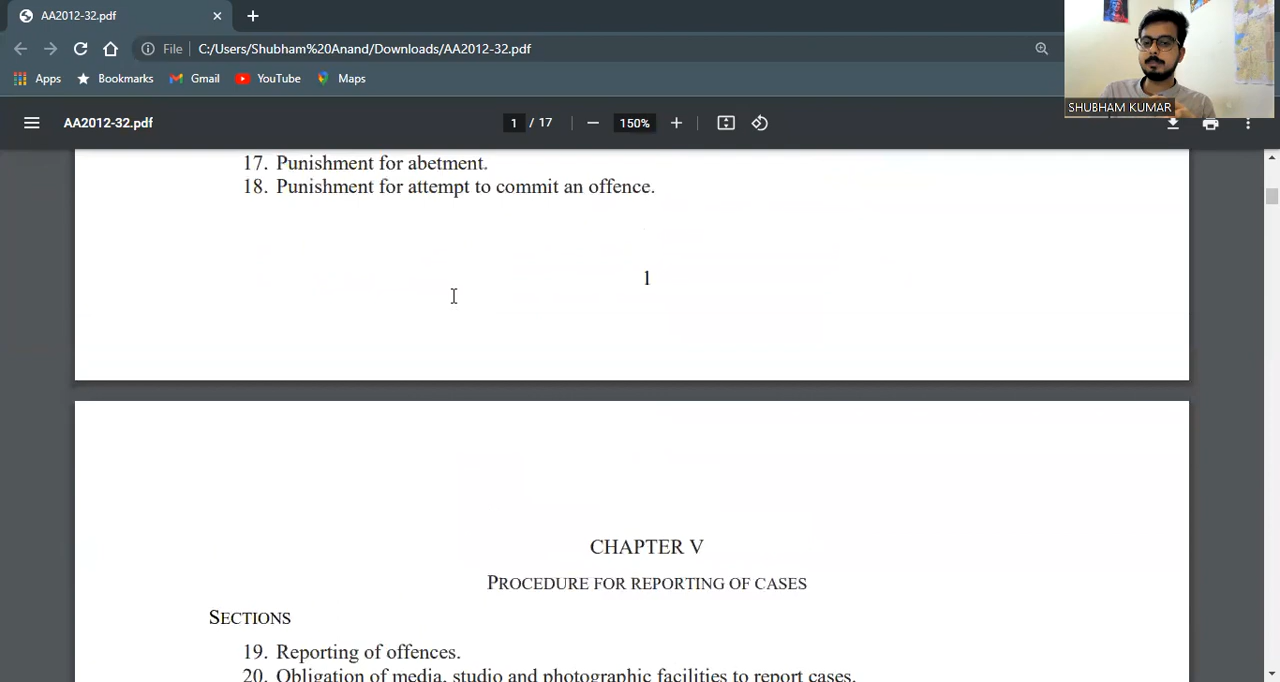 AA2012-32.pdf
File C:/Users/Shubham%20Anand/Downloads/AA2012-32.pdf
Apps Bookmarks Gmail YouTube Maps
SHUBHAM KUMAR
AA2012-32.pdf 1 / 17 150%
17. Punishment for abetment.
18. Punishment for attempt to commit an offence.
1
CHAPTER V
PROCEDURE FOR REPORTING OF CASES
SECTIONS
19. Reporting of offences.
20. Obligation of media, studio and photographic facilities to report cases.